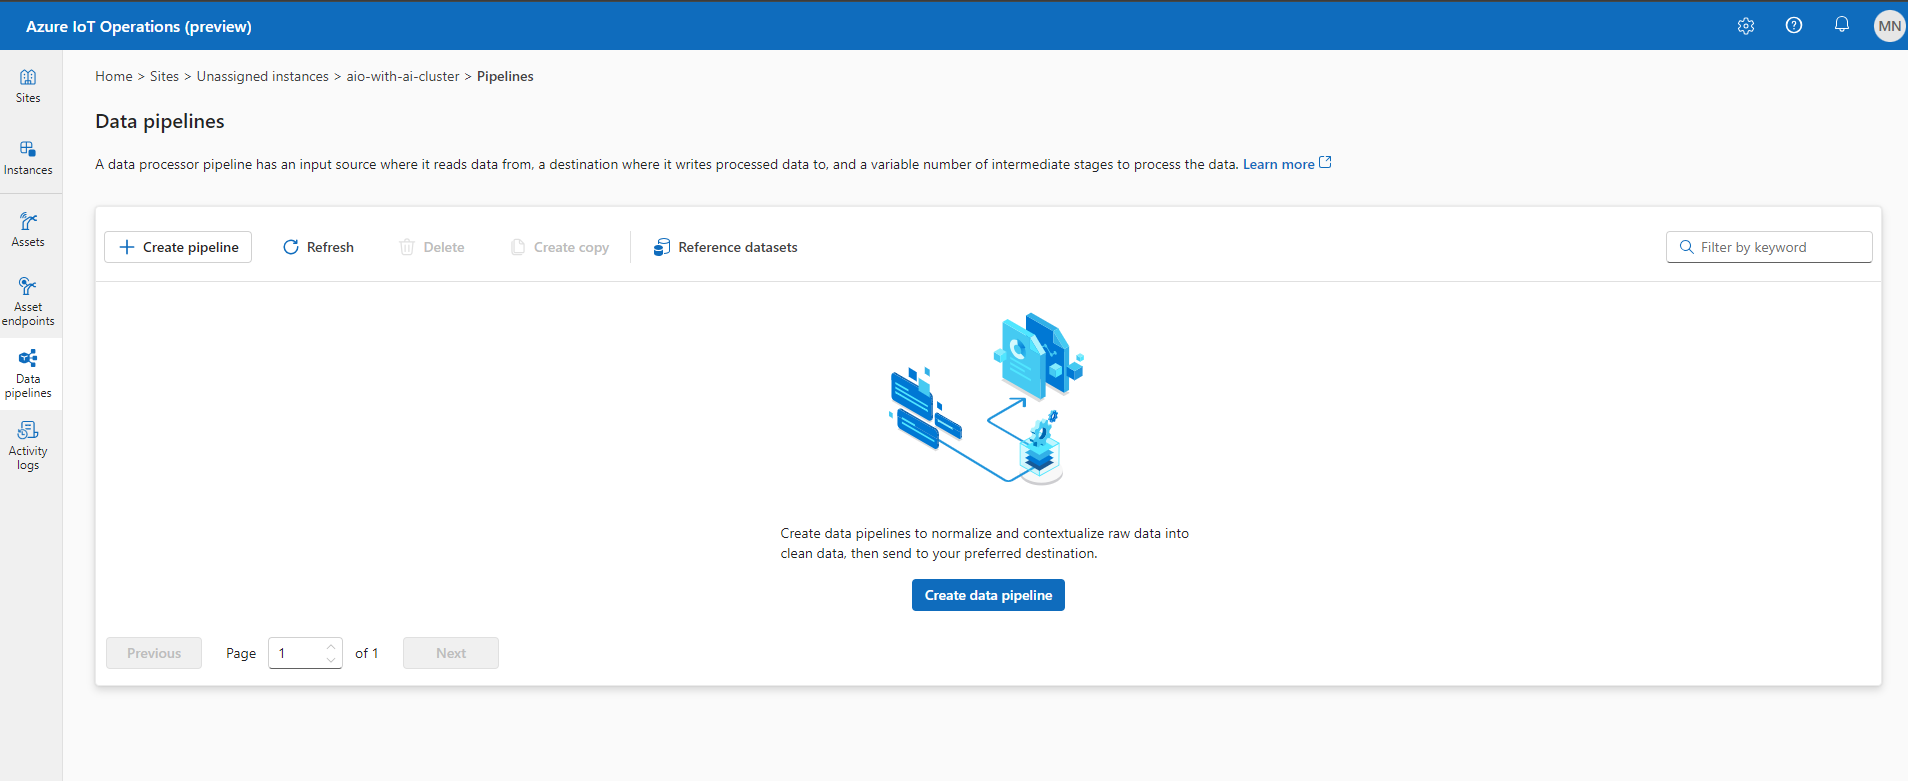 Azure IoT Operations (preview)
MN
Sites
Instances
Assets
Asset
endpoints
Data
pipelines
Activity
logs
Home > Sites > Unassigned instances > aio-with-ai-cluster > Pipelines
Data pipelines
A data processor pipeline has an input source where it reads data from, a destination where it writes processed data to, and a variable number of intermediate stages to process the data. Learn more
Create pipeline Refresh Delete Create copy Reference datasets Filter by keyword
Create data pipelines to normalize and contextualize raw data into
clean data, then send to your preferred destination.
Create data pipeline
Previous Page 1 of 1 Next